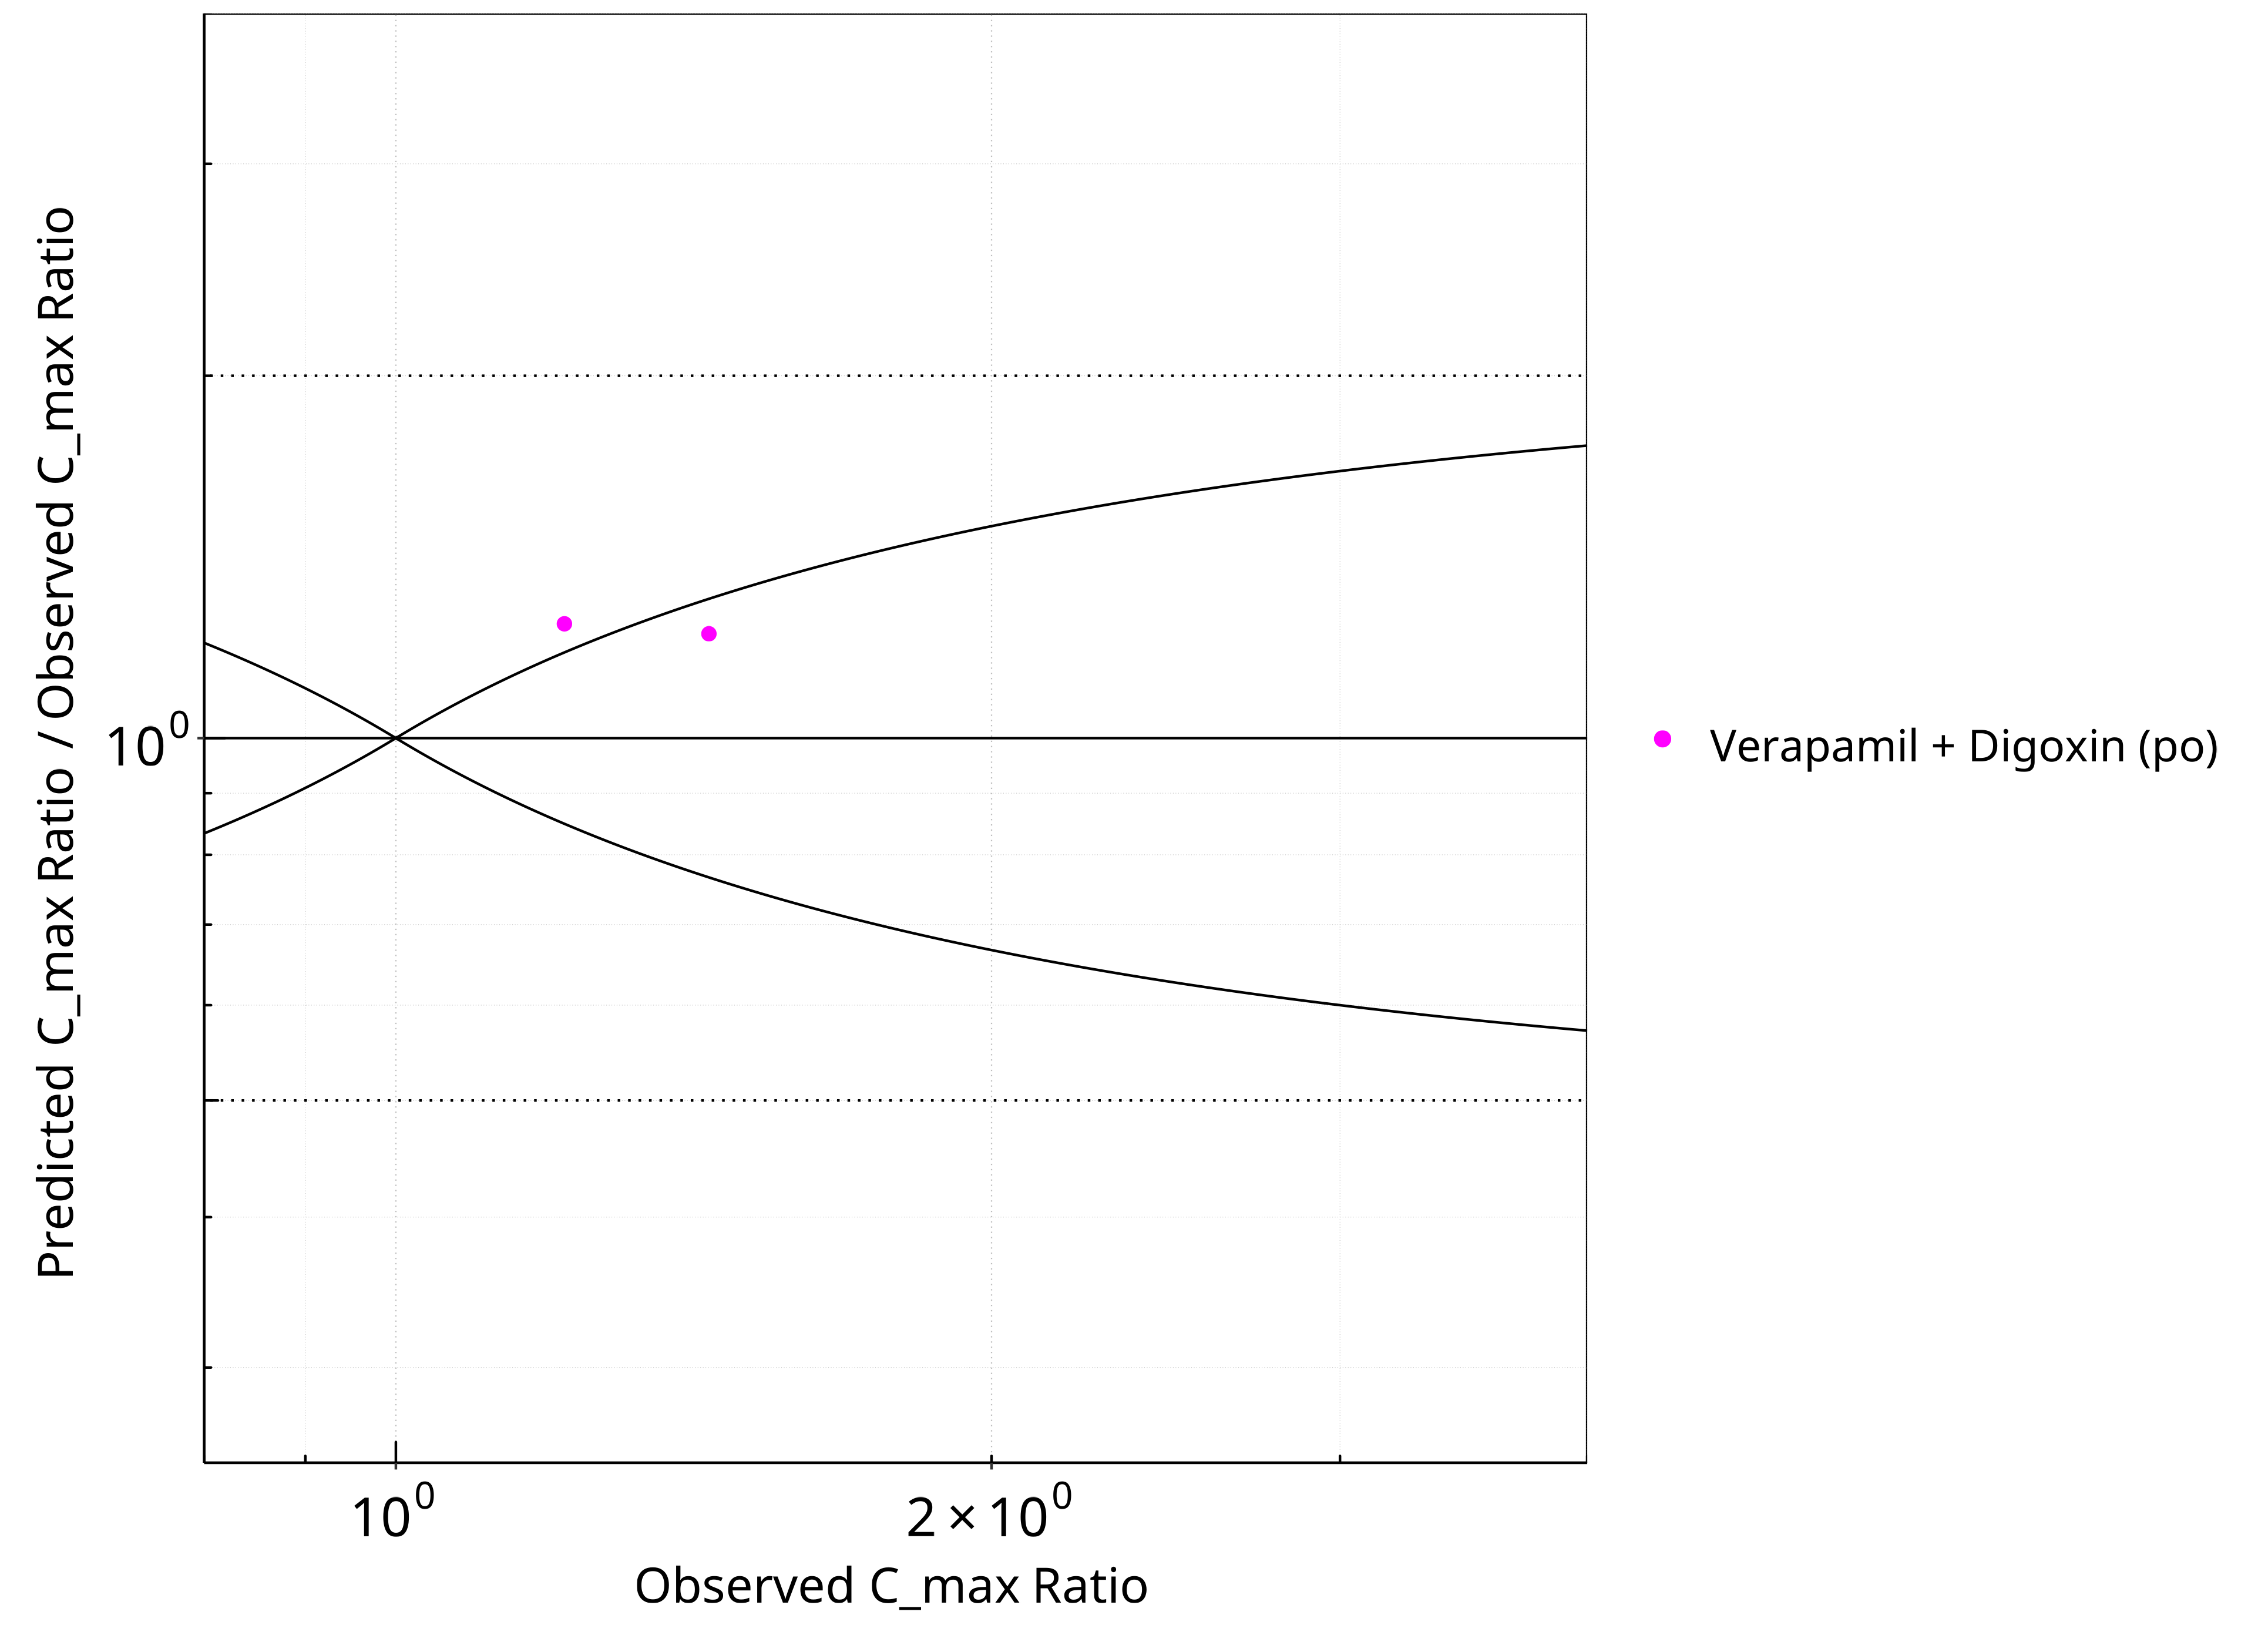 Predicted C_max Ratio / Observed C_max Ratio
10⁰
10⁰
2×10⁰
Observed C_max Ratio
Verapamil + Digoxin (po)